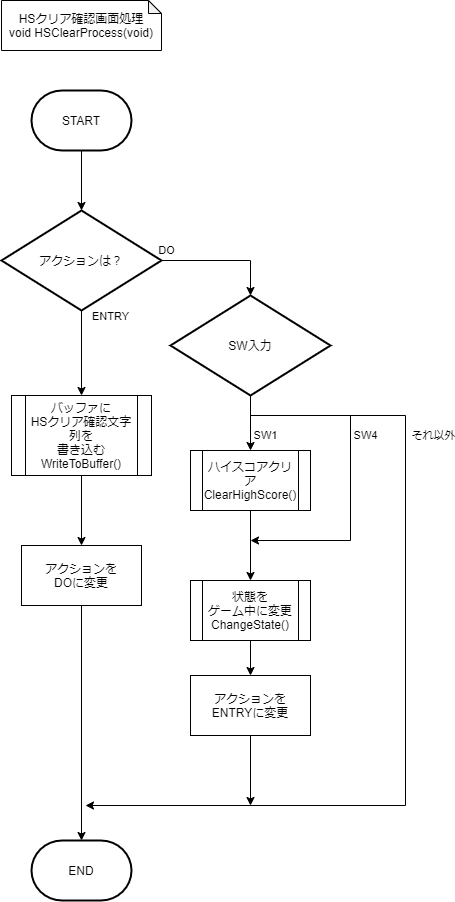 HSクリア確認画面処理
void HSClearProcess(void)
START
アクションは？
DO
ENTRY
SW入力
バッファに
HSクリア確認文字
列を
書き込む
WriteToBuffer()
SW1
SW4
それ以外
ハイスコアクリ
ア
ClearHighScore()
アクションを
DOに変更
状態を
ゲーム中に変更
ChangeState()
アクションを
ENTRYに変更
END